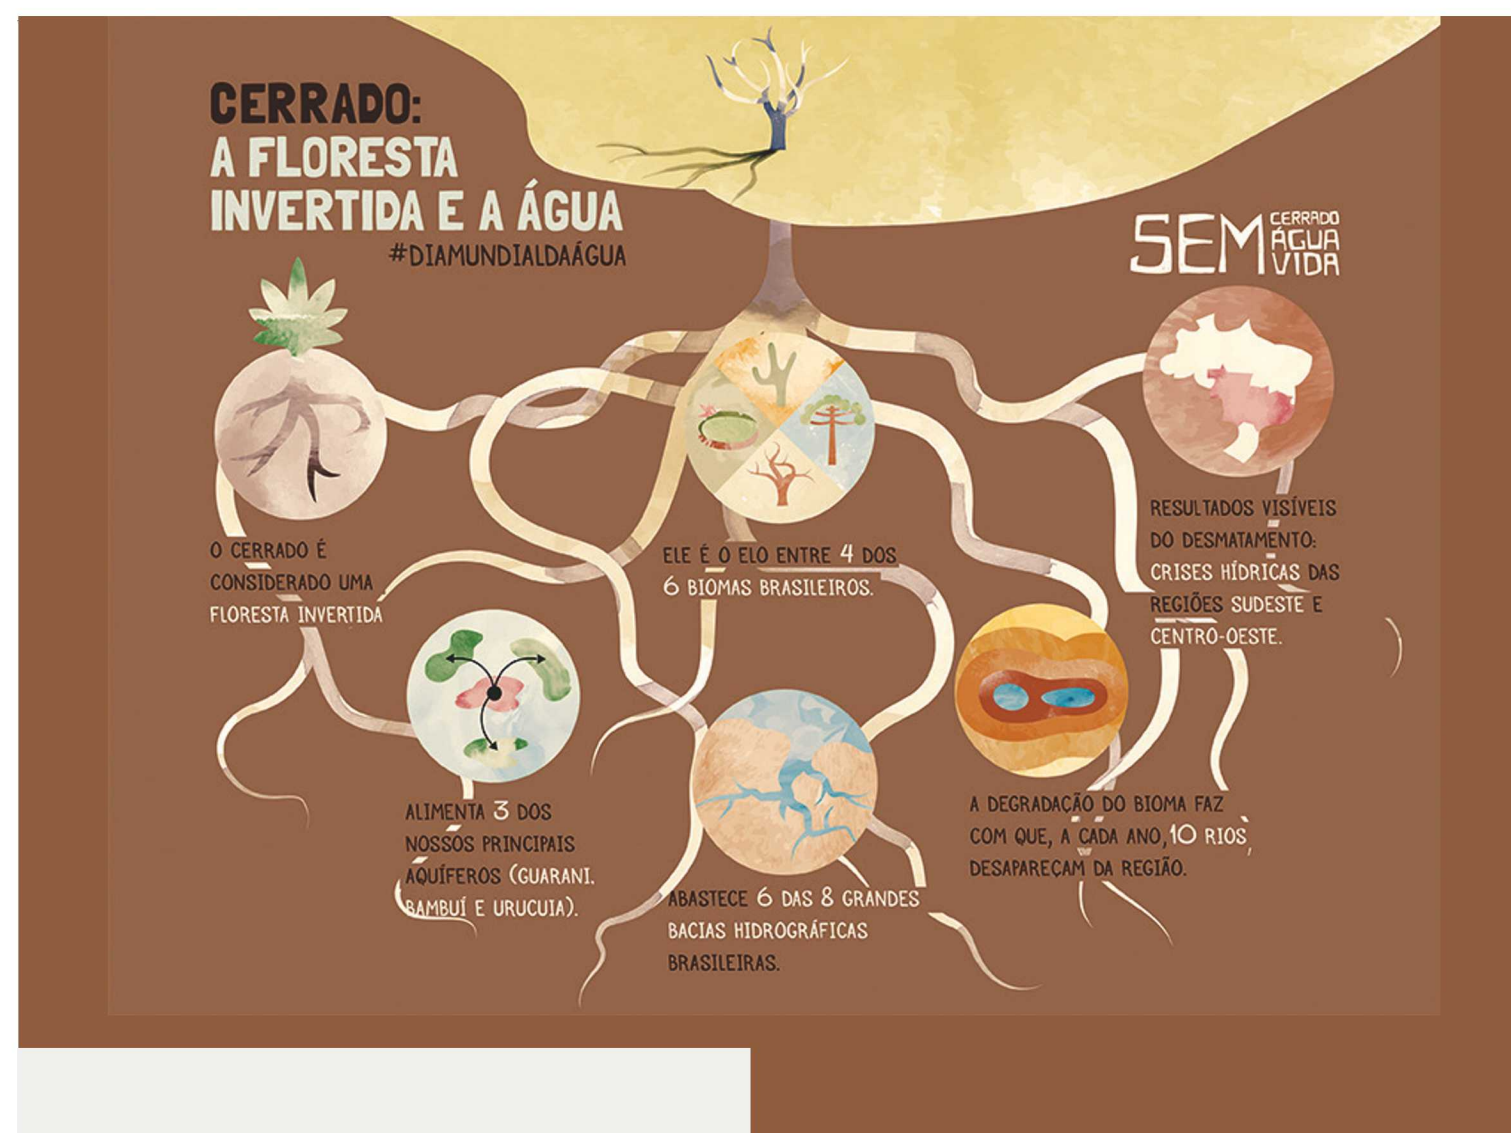 CERRADO:
A FLORESTA
INVERTIDA E A ÁGUA
#DIAMUNDIALDAÁGUA
SEM CERRADO
ÁGUA
VIDA
O CERRADO É
CONSIDERADO UMA
FLORESTA INVERTIDA
ELE É O ELO ENTRE 4 DOS
6 BIOMAS BRASILEIROS.
RESULTADOS VISÍVEIS
DO DESMATAMENTO:
CRISES HÍDRICAS DAS
REGIÕES SUDESTE E
CENTRO-OESTE.
ALIMENTA 3 DOS
NOSSOS PRINCIPAIS
AQUÍFEROS (GUARANI,
BAMBUÍ E URUCUIA).
ABASTECE 6 DAS 8 GRANDES
BACIAS HIDROGRÁFICAS
BRASILEIRAS.
A DEGRADAÇÃO DO BIOMA FAZ
COM QUE, A CADA ANO, 10 RIOS
DESAPAREÇAM DA REGIÃO.